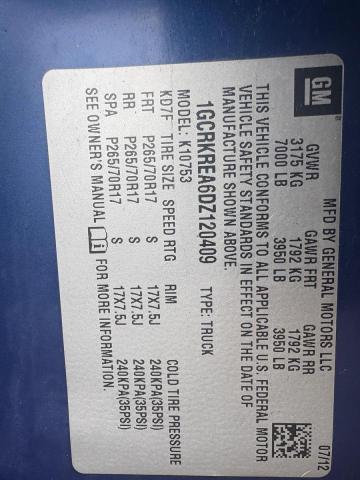 GM
MFD BY GENERAL MOTORS LLC 07/12
GVWR GAWR FRT GAWR RR
3175 KG 1792 KG 1792 KG
7000 LB 3950 LB 3950 LB
THIS VEHICLE CONFORMS TO ALL APPLICABLE U.S. FEDERAL MOTOR
VEHICLE SAFETY STANDARDS IN EFFECT ON THE DATE OF
MANUFACTURE SHOWN ABOVE.
1GCRKREA6DZ120409 TYPE: TRUCK
MODEL: K10753
KD7F TIRE SIZE SPEED RTG RIM COLD TIRE PRESSURE
FRT P265/70R17 S 17X7.5J 240KPA(35PSI)
RR P265/70R17 S 17X7.5J 240KPA(35PSI)
SPA P265/70R17 S 17X7.5J 240KPA(35PSI)
SEE OWNER'S MANUAL FOR MORE INFORMATION.